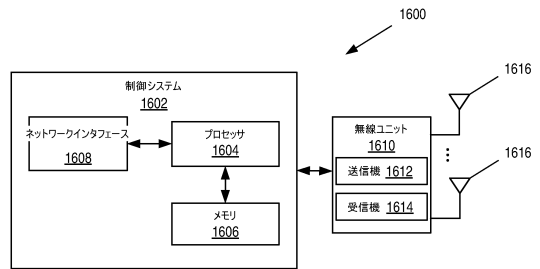 1600
制御システム
1602
ネットワークインタフェース
1608
プロセッサ
1604
メモリ
1606
無線ユニット
1610
送信機 1612
受信機 1614
1616
1616